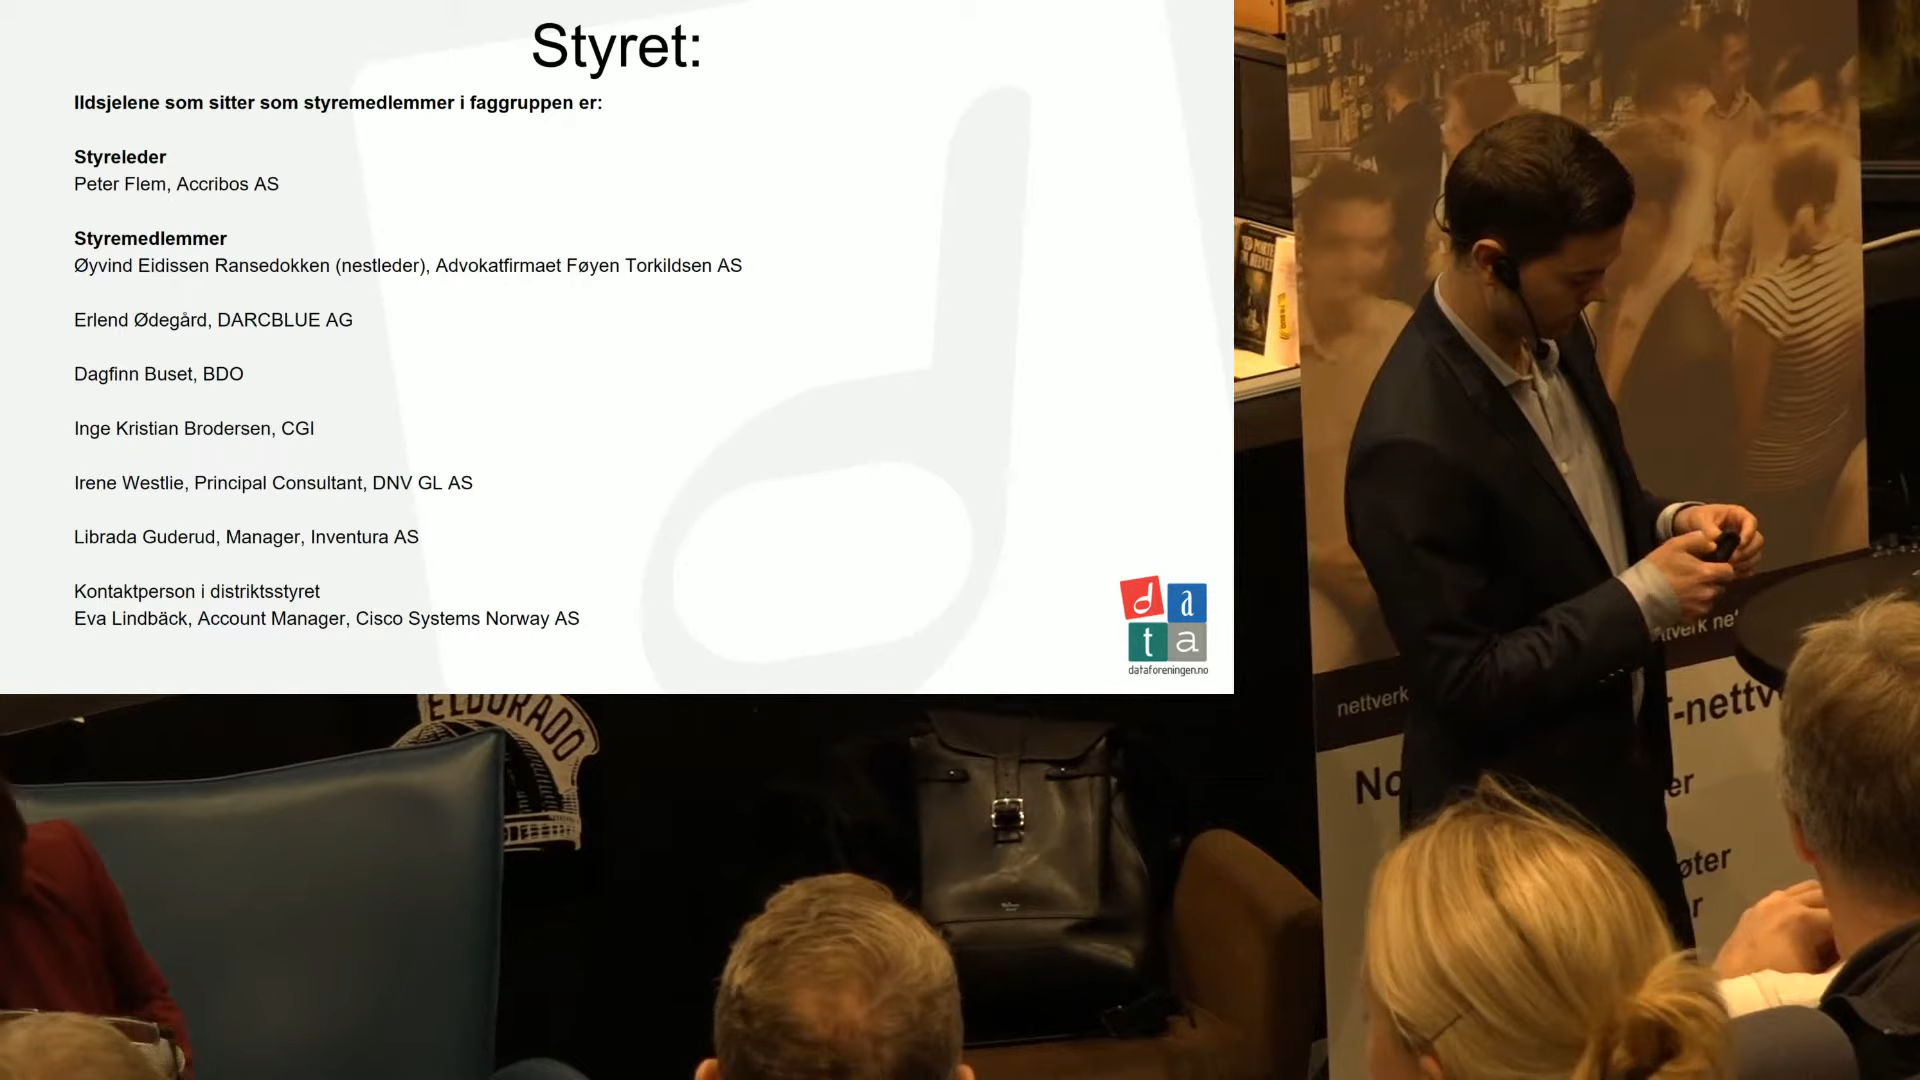 Styret:
Ildsjelene som sitter som styremedlemmer i faggruppen er:
Styreleder
Peter Flem, Accribos AS
Styremedlemmer
Øyvind Eidissen Ransedokken (nestleder), Advokatfirmaet Føyen Torkildsen AS
Erlend Ødegård, DARCBLUE AG
Dagfinn Buset, BDO
Inge Kristian Brodersen, CGI
Irene Westlie, Principal Consultant, DNV GL AS
Librada Guderud, Manager, Inventura AS
Kontaktperson i distriktsstyret
Eva Lindbäck, Account Manager, Cisco Systems Norway AS
data
dataforeningen.no
ELDORADO
nettverk